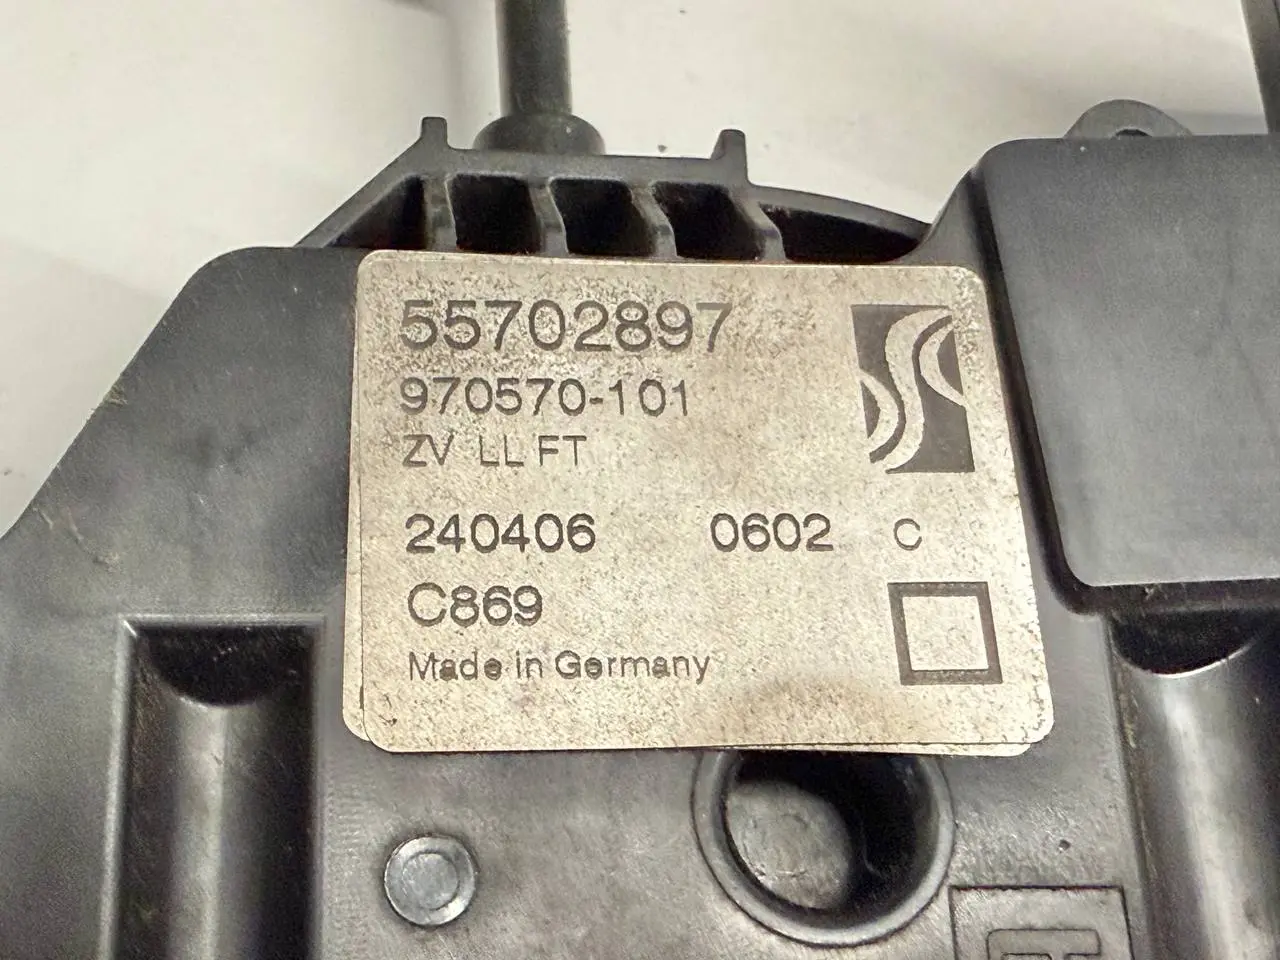 55702897
970570-101
ZV LL FT
240406 0602 C
C869
Made in Germany